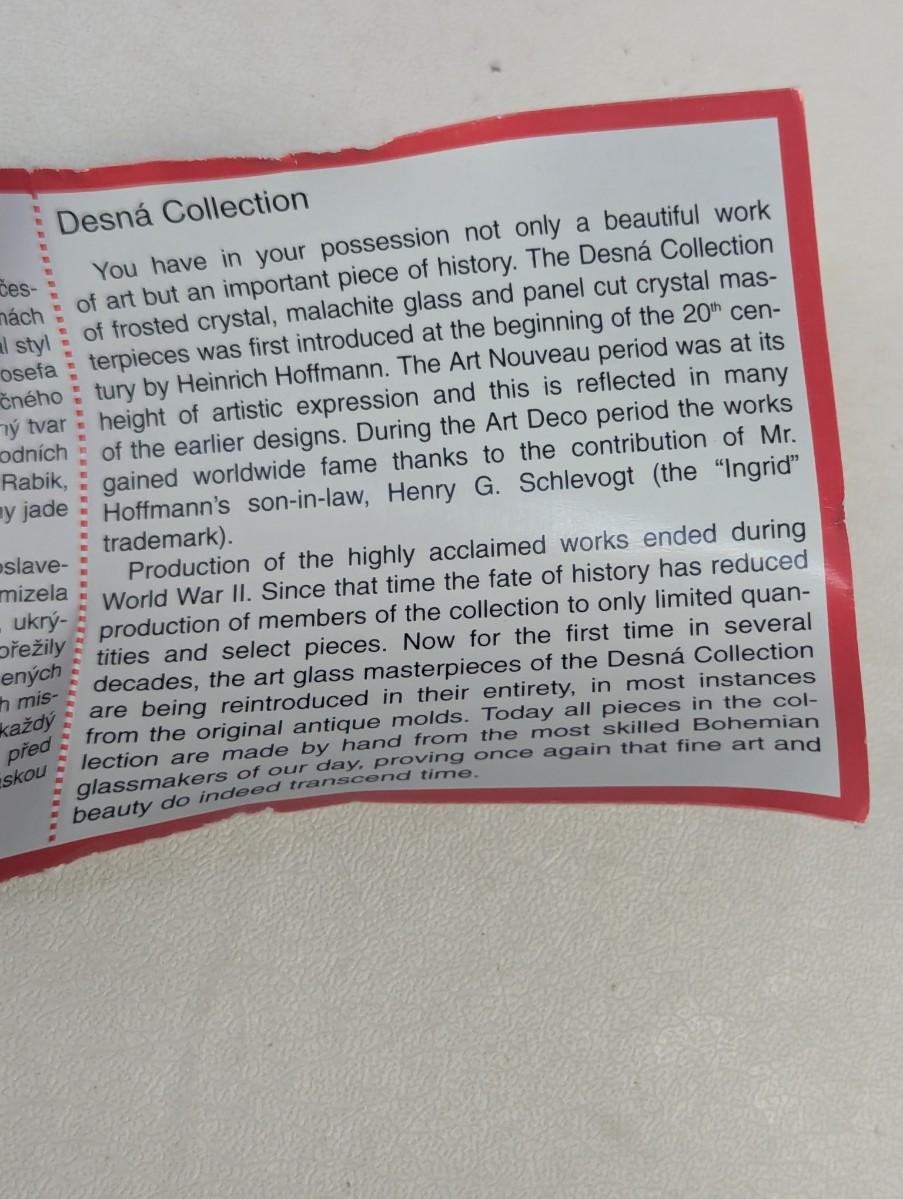 čes-
nách
al styl
osefa
čného
ný tvar
odních
Rabik,
ny jade
oslave-
mizela
ukrý-
ořežily
ených
h mis-
každý
před
áskou
Desná Collection
You have in your possession not only a beautiful work
of art but an important piece of history. The Desná Collection
of frosted crystal, malachite glass and panel cut crystal mas-
terpieces was first introduced at the beginning of the 20th cen-
tury by Heinrich Hoffmann. The Art Nouveau period was at its
height of artistic expression and this is reflected in many
of the earlier designs. During the Art Deco period the works
gained worldwide fame thanks to the contribution of Mr.
Hoffmann's son-in-law, Henry G. Schlevogt (the “Ingrid”
trademark).
Production of the highly acclaimed works ended during
World War II. Since that time the fate of history has reduced
production of members of the collection to only limited quan-
tities and select pieces. Now for the first time in several
decades, the art glass masterpieces of the Desná Collection
are being reintroduced in their entirety, in most instances
from the original antique molds. Today all pieces in the col-
lection are made by hand from the most skilled Bohemian
glassmakers of our day, proving once again that fine art and
beauty do indeed transcend time.